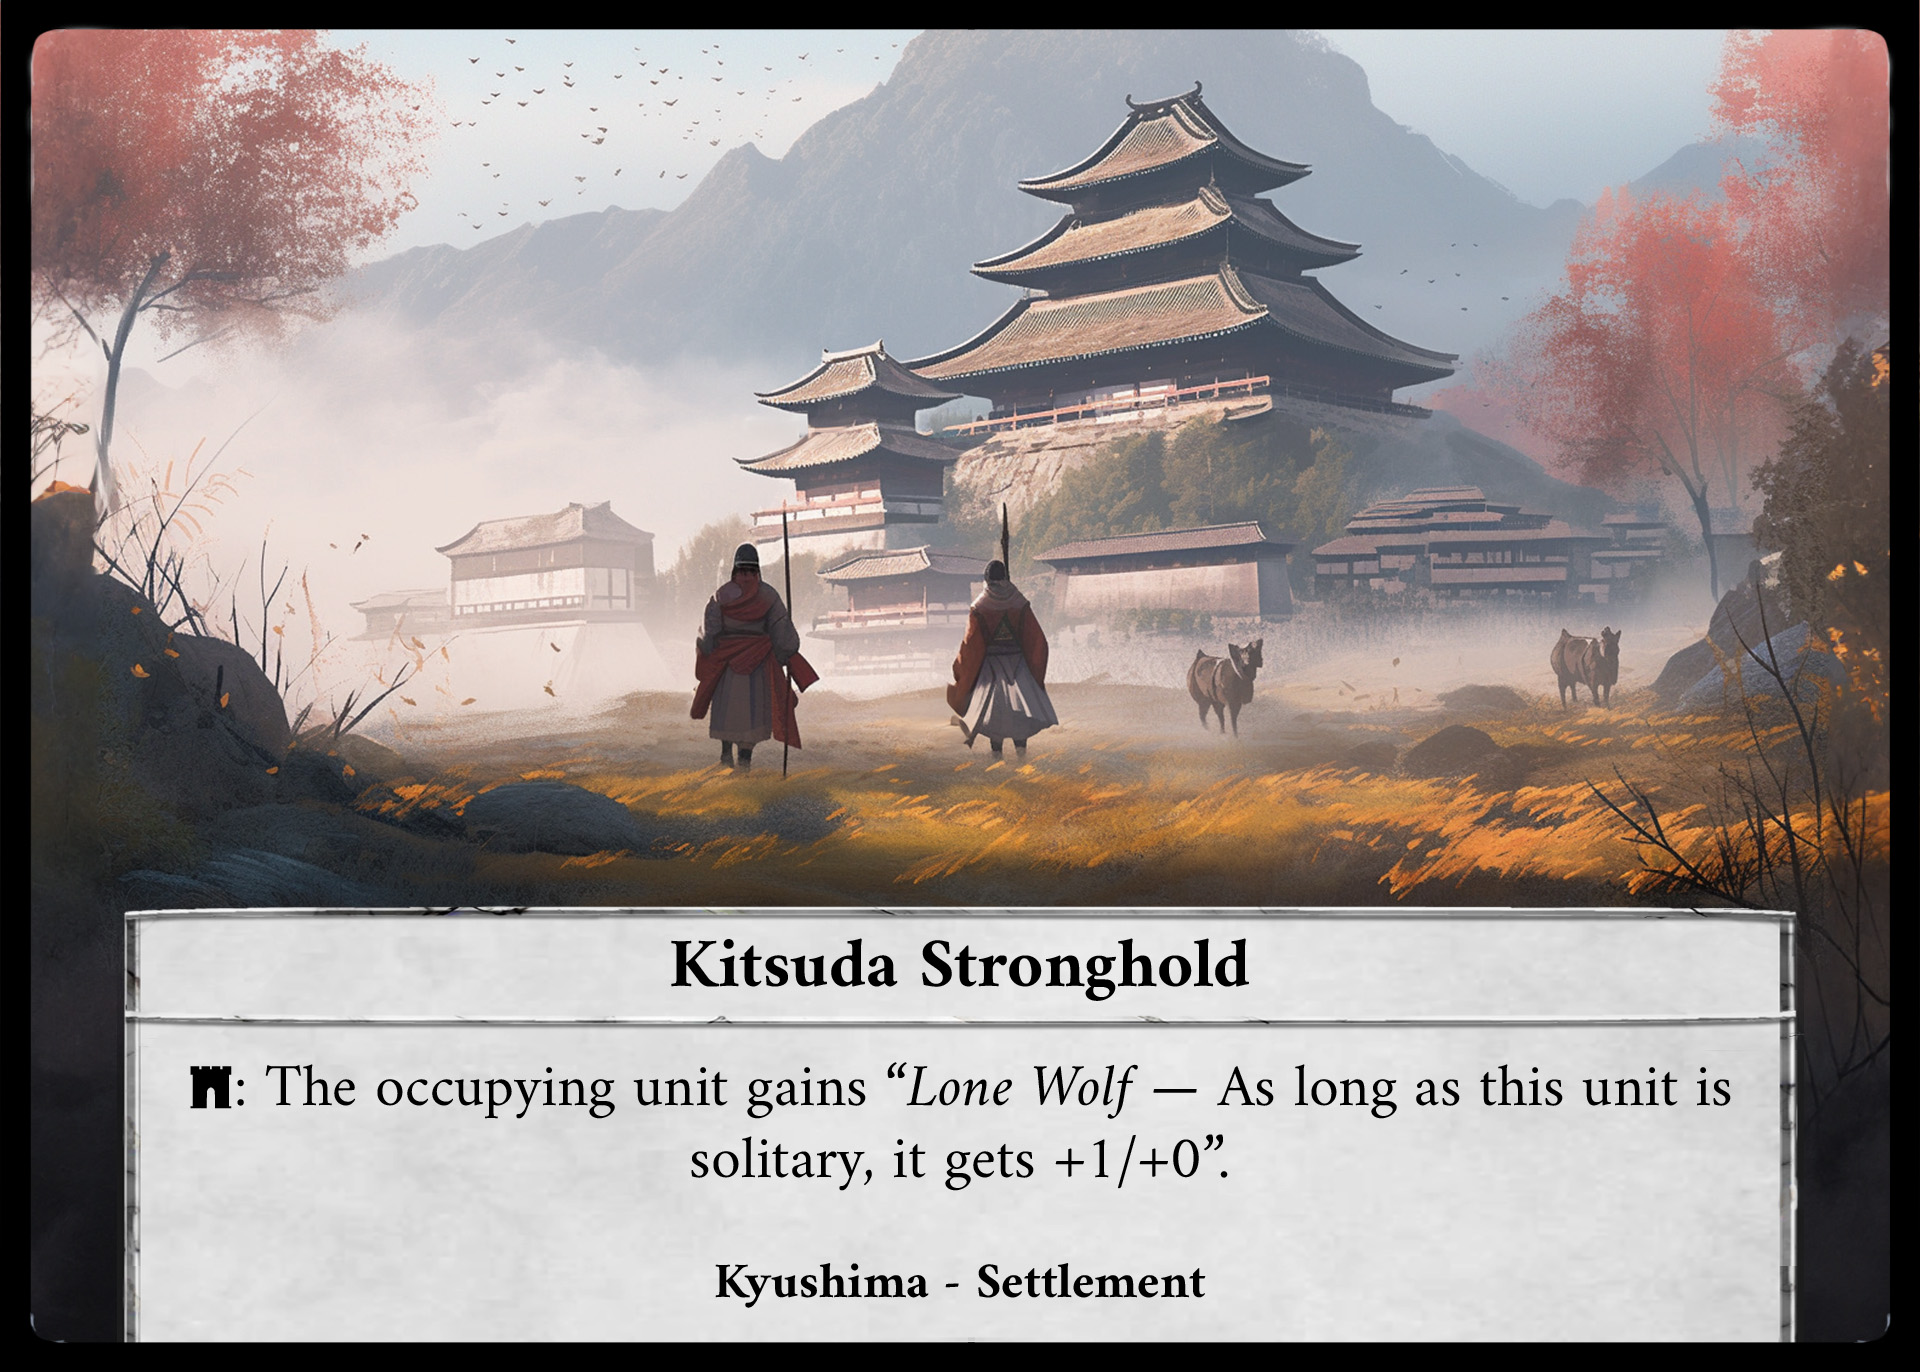 Kitsuda Stronghold
: The occupying unit gains “Lone Wolf — As long as this unit is
solitary, it gets +1/+0”.
Kyushima - Settlement